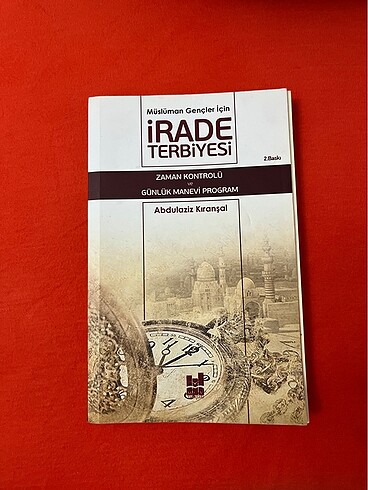 Müslüman Gençler İçin
İRADE
TERBİYESİ
2.Baskı
ZAMAN KONTROLÜ
ve
GÜNLÜK MANEVİ PROGRAM
Abdulaziz Kıranşal